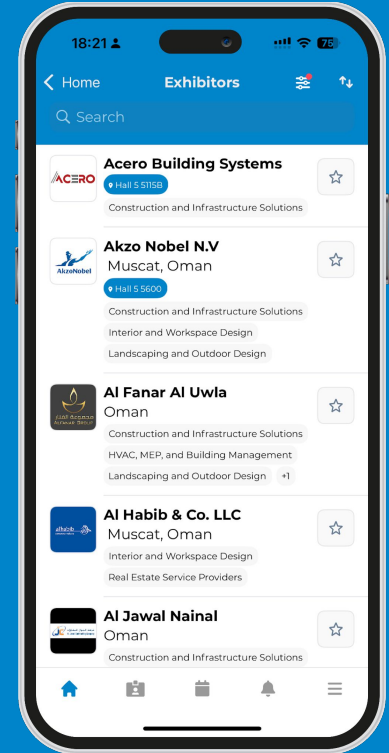 18:21
75
Home
Exhibitors
Search
ACERO
Acero Building Systems
Hall 5 5115B
Construction and Infrastructure Solutions
AkzoNobel
Akzo Nobel N.V
Muscat, Oman
Hall 5 5600
Construction and Infrastructure Solutions
Interior and Workspace Design
Landscaping and Outdoor Design
Al Fanar Al Uwla
Oman
Construction and Infrastructure Solutions
HVAC, MEP, and Building Management
Landscaping and Outdoor Design +1
alhabib
Al Habib & Co. LLC
Muscat, Oman
Interior and Workspace Design
Real Estate Service Providers
Al Jawal Nainal
Oman
Construction and Infrastructure Solutions